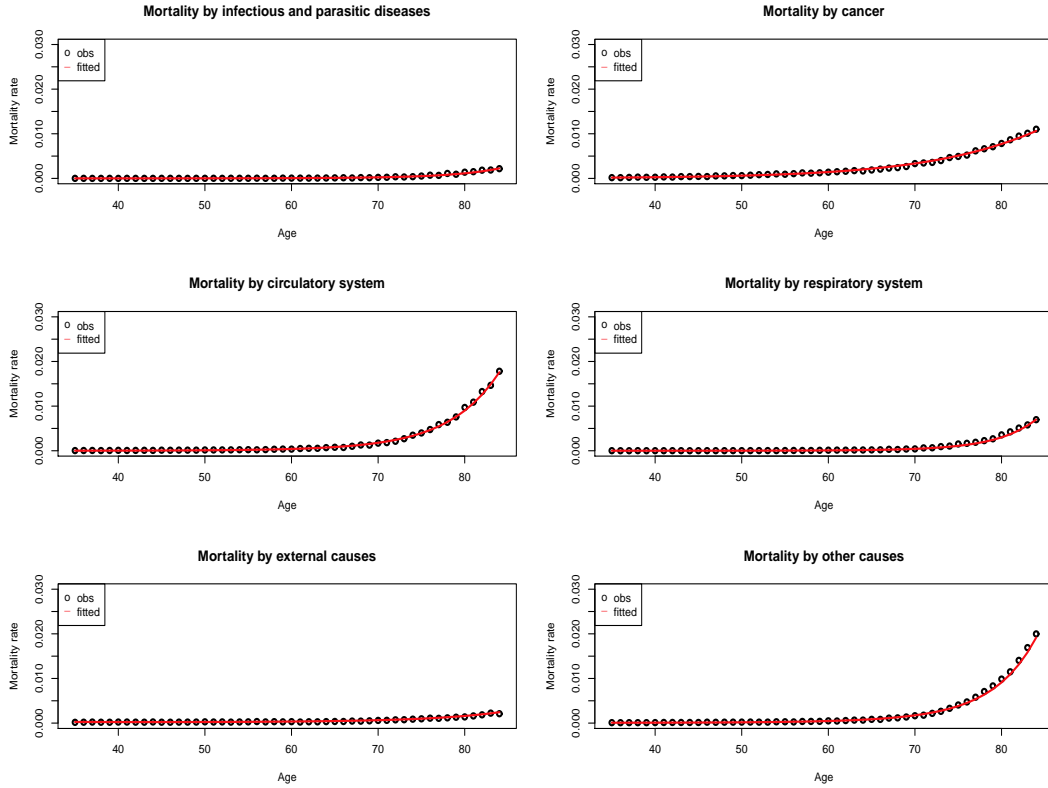 Mortality by infectious and parasitic diseases
Mortality rate
0.000 0.010 0.020 0.030
obs
fitted
40 50 60 70 80
Age
Mortality by cancer
Mortality rate
0.000 0.010 0.020 0.030
obs
fitted
40 50 60 70 80
Age
Mortality by circulatory system
Mortality rate
0.000 0.010 0.020 0.030
obs
fitted
40 50 60 70 80
Age
Mortality by respiratory system
Mortality rate
0.000 0.010 0.020 0.030
obs
fitted
40 50 60 70 80
Age
Mortality by external causes
Mortality rate
0.000 0.010 0.020 0.030
obs
fitted
40 50 60 70 80
Age
Mortality by other causes
Mortality rate
0.000 0.010 0.020 0.030
obs
fitted
40 50 60 70 80
Age